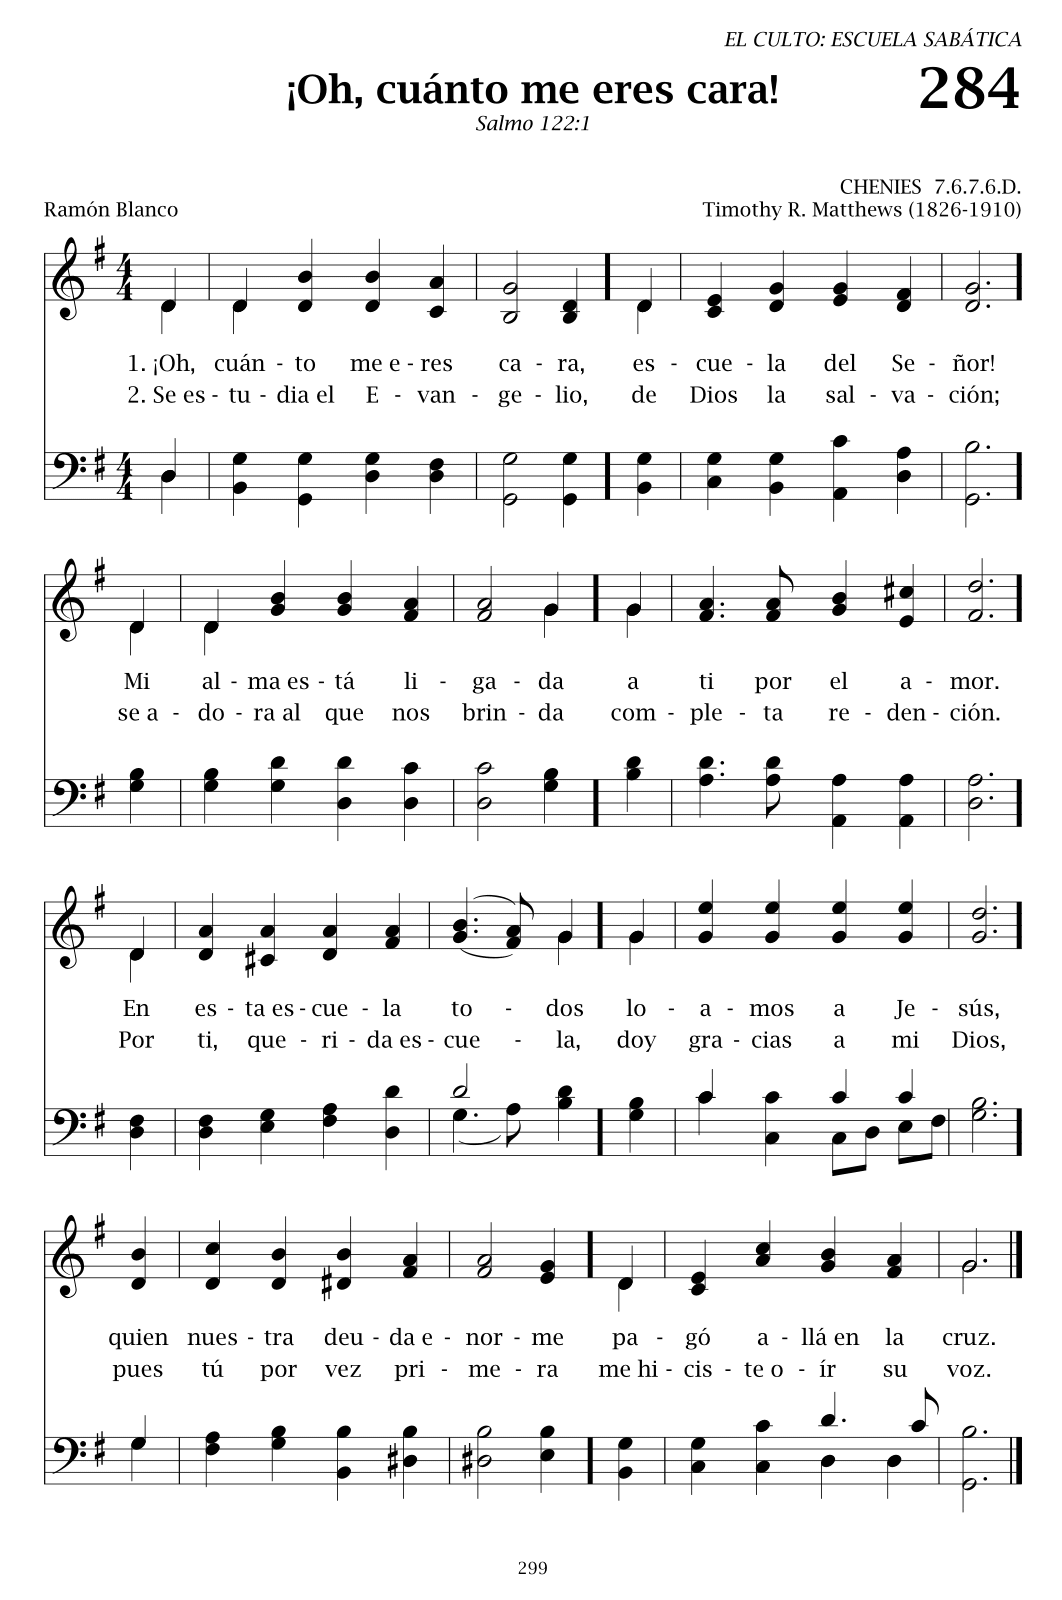 EL CULTO: ESCUELA SABÁTICA
¡Oh, cuánto me eres cara!
284
Salmo 122:1
CHENIES 7.6.7.6.D.
Ramón Blanco
Timothy R. Matthews (1826-1910)
4
4
1. ¡Oh, cuán - to me e - res ca - ra, es - cue - la del Se - ñor!
2. Se es - tu - dia el E - van - ge - lio, de Dios la sal - va - ción;
4
4
Mi al - ma es - tá li - ga - da a ti por el a - mor.
se a - do - ra al que nos brin - da com - ple - ta re - den - ción.
En es - ta es - cue - la to - dos lo - a - mos a Je - sús,
Por ti, que - ri - da es - cue - la, doy gra - cias a mi Dios,
quien nues - tra deu - da e - nor - me pa - gó a - llá en la cruz.
pues tú por vez pri - me - ra me hi - cis - te o - ír su voz.
299